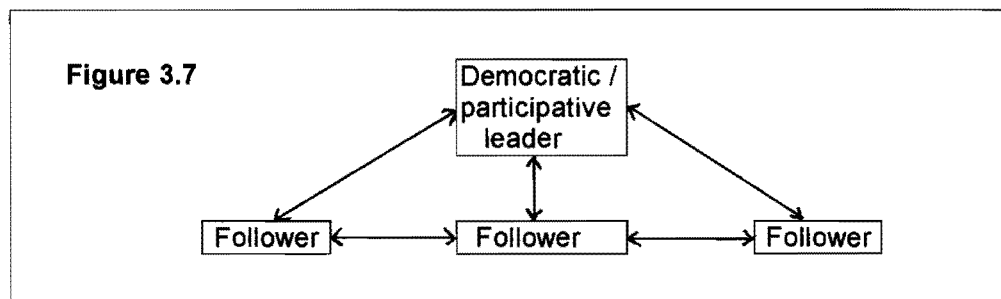 Figure 3.7
Democratic /
participative
leader
Follower
Follower
Follower